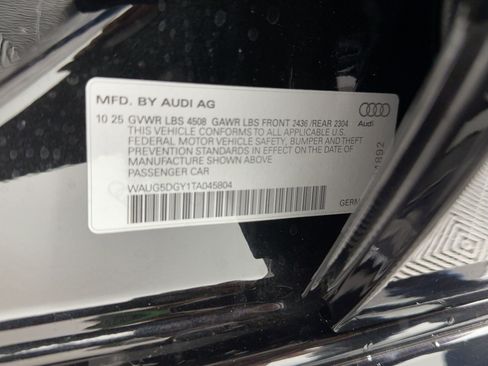 MFD. BY AUDI AG
10 25 GVWR LBS 4508 GAWR LBS FRONT 2436 /REAR 2304
THIS VEHICLE CONFORMS TO ALL APPLICABLE U.S.
FEDERAL MOTOR VEHICLE SAFETY, BUMPER AND THEFT
PREVENTION STANDARDS IN EFFECT ON THE DATE OF
MANUFACTURE SHOWN ABOVE
PASSENGER CAR
WAUG5DGY1TA045804
Audi
1892
GERM